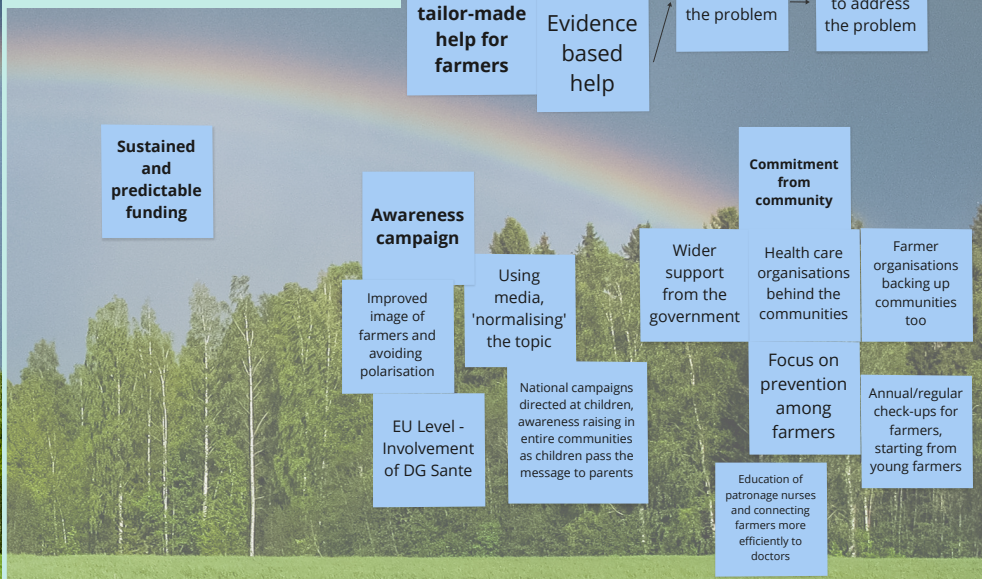 tailor-made
help for
farmers
Evidence
based
help
the problem
to address
the problem
Sustained
and
predictable
funding
Awareness
campaign
Improved
image of
farmers and
avoiding
polarisation
Using
media,
'normalising'
the topic
EU Level -
Involvement
of DG Sante
National campaigns
directed at children,
awareness raising in
entire communities
as children pass the
message to parents
Commitment
from
community
Wider
support
from the
government
Health care
organisations
behind the
communities
Farmer
organisations
backing up
communities
too
Focus on
prevention
among
farmers
Annual/regular
check-ups for
farmers,
starting from
young farmers
Education of
patronage nurses
and connecting
farmers more
efficiently to
doctors